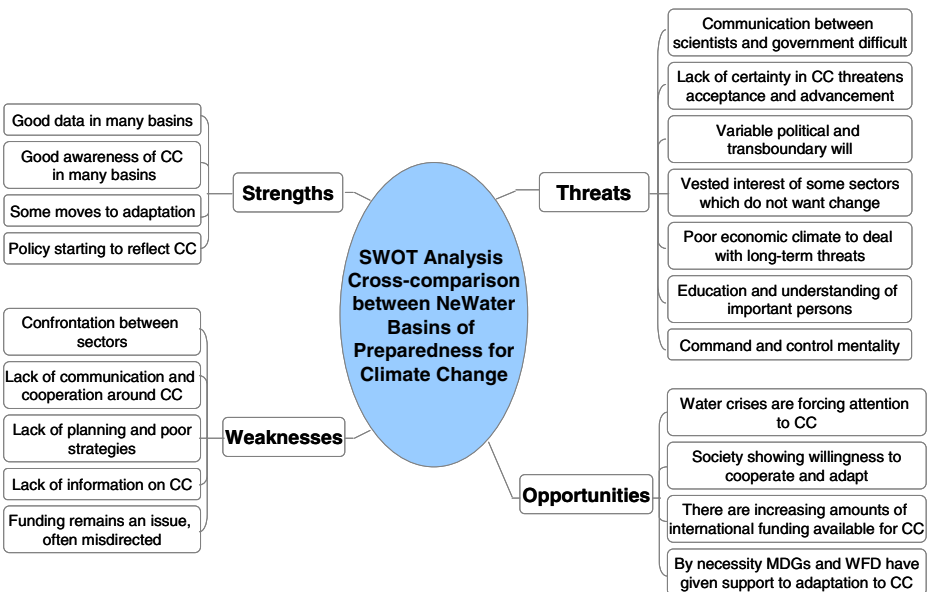 SWOT Analysis
Cross-comparison
between NeWater
Basins of
Preparedness for
Climate Change
Strengths
Good data in many basins
Good awareness of CC
in many basins
Some moves to adaptation
Policy starting to reflect CC
Weaknesses
Confrontation between
sectors
Lack of communication and
cooperation around CC
Lack of planning and poor
strategies
Lack of information on CC
Funding remains an issue,
often misdirected
Threats
Communication between
scientists and government difficult
Lack of certainty in CC threatens
acceptance and advancement
Variable political and
transboundary will
Vested interest of some sectors
which do not want change
Poor economic climate to deal
with long-term threats
Education and understanding of
important persons
Command and control mentality
Opportunities
Water crises are forcing attention
to CC
Society showing willingness to
cooperate and adapt
There are increasing amounts of
international funding available for CC
By necessity MDGs and WFD have
given support to adaptation to CC